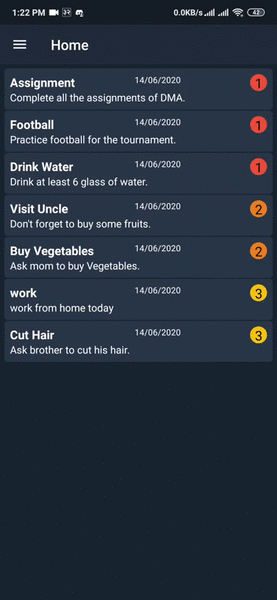 1:22 PM 0.0KB/s 42
Home
Assignment 14/06/2020 1
Complete all the assignments of DMA.
Football 14/06/2020 1
Practice football for the tournament.
Drink Water 14/06/2020 1
Drink at least 6 glass of water.
Visit Uncle 14/06/2020 2
Don't forget to buy some fruits.
Buy Vegetables 14/06/2020 2
Ask mom to buy Vegetables.
work 14/06/2020 3
work from home today
Cut Hair 14/06/2020 3
Ask brother to cut his hair.